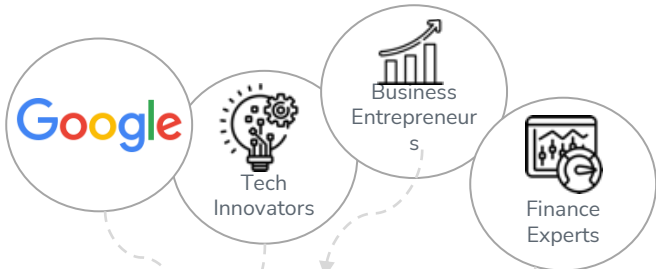 Google
Tech
Innovators
Business
Entrepreneur
s
Finance
Experts